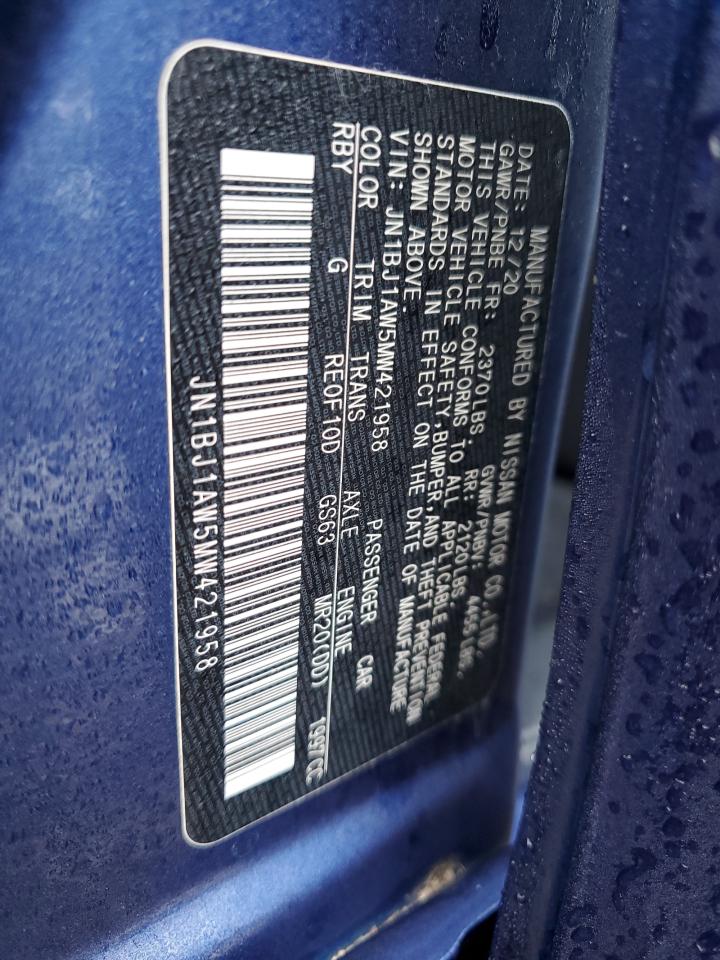 MANUFACTURED BY NISSAN MOTOR CO.,LTD.
DATE: 12/20 GVWR/PNBV: 4455 LBS.
GAWR/PNBE FR: 2370LBS RR: 2120LBS.
THIS VEHICLE CONFORMS TO ALL APPLICABLE FEDERAL
MOTOR VEHICLE SAFETY,BUMPER,AND THEFT PREVENTION
STANDARDS IN EFFECT ON THE DATE OF MANUFACTURE
SHOWN ABOVE.
VIN: JN1BJ1AW5MW421958 PASSENGER CAR
COLOR TRIM TRANS AXLE ENGINE
RBY G RE0F10D GS63 MR20(DD) 1997CC
JN1BJ1AW5MW421958